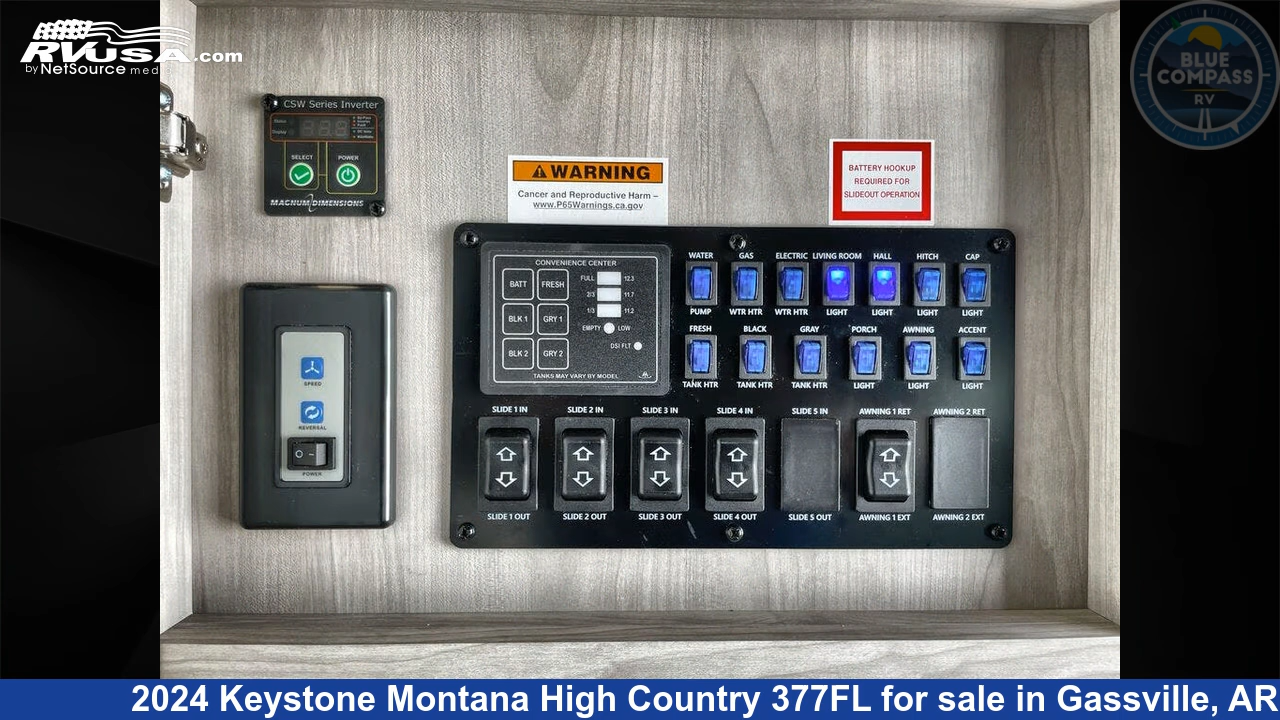 RVUSA.com
by NetSource media
BLUE
COMPASS
RV
CSW Series Inverter
Status
Display
SELECT
POWER
MAGNUM DIMENSIONS
WARNING
Cancer and Reproductive Harm –
www.P65Warnings.ca.gov
BATTERY HOOKUP
REQUIRED FOR
SLIDEOUT OPERATION
CONVENIENCE CENTER
BATT FRESH
BLK 1 GRY 1
BLK 2 GRY 2
FULL 12.3
2/3 11.7
1/3 11.2
EMPTY LOW
DSI FLT
TANKS MAY VARY BY MODEL
WATER GAS ELECTRIC LIVING ROOM HALL HITCH CAP
PUMP WTR HTR WTR HTR LIGHT LIGHT LIGHT LIGHT
FRESH BLACK GRAY PORCH AWNING ACCENT
TANK HTR TANK HTR TANK HTR LIGHT LIGHT LIGHT
SLIDE 1 IN SLIDE 2 IN SLIDE 3 IN SLIDE 4 IN SLIDE 5 IN AWNING 1 RET AWNING 2 RET
SLIDE 1 OUT SLIDE 2 OUT SLIDE 3 OUT SLIDE 4 OUT SLIDE 5 OUT AWNING 1 EXT AWNING 2 EXT
SPEED
REVERSAL
POWER
2024 Keystone Montana High Country 377FL for sale in Gassville, AR